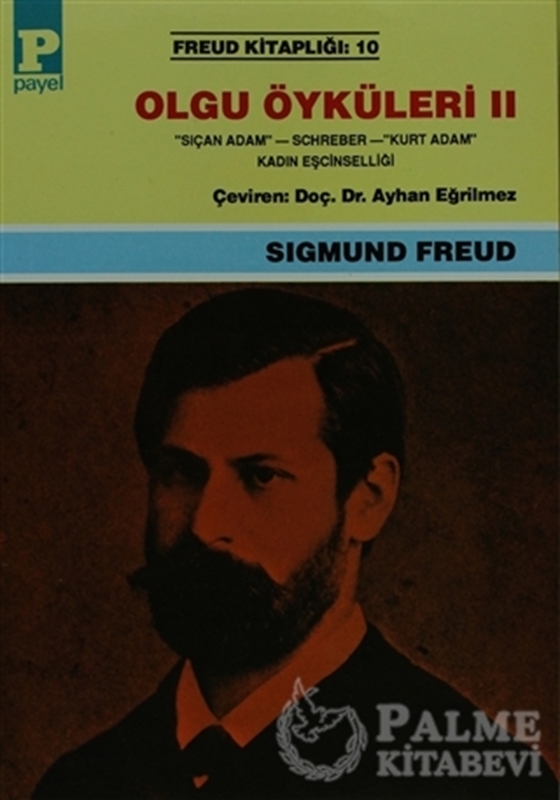 P
payel
FREUD KİTAPLIĞI: 10
OLGU ÖYKÜLERİ II
"SIÇAN ADAM" — SCHREBER —"KURT ADAM"
KADIN EŞCİNSELLİĞİ
Çeviren: Doç. Dr. Ayhan Eğrilmez
SIGMUND FREUD
PALME
KİTABEVİ